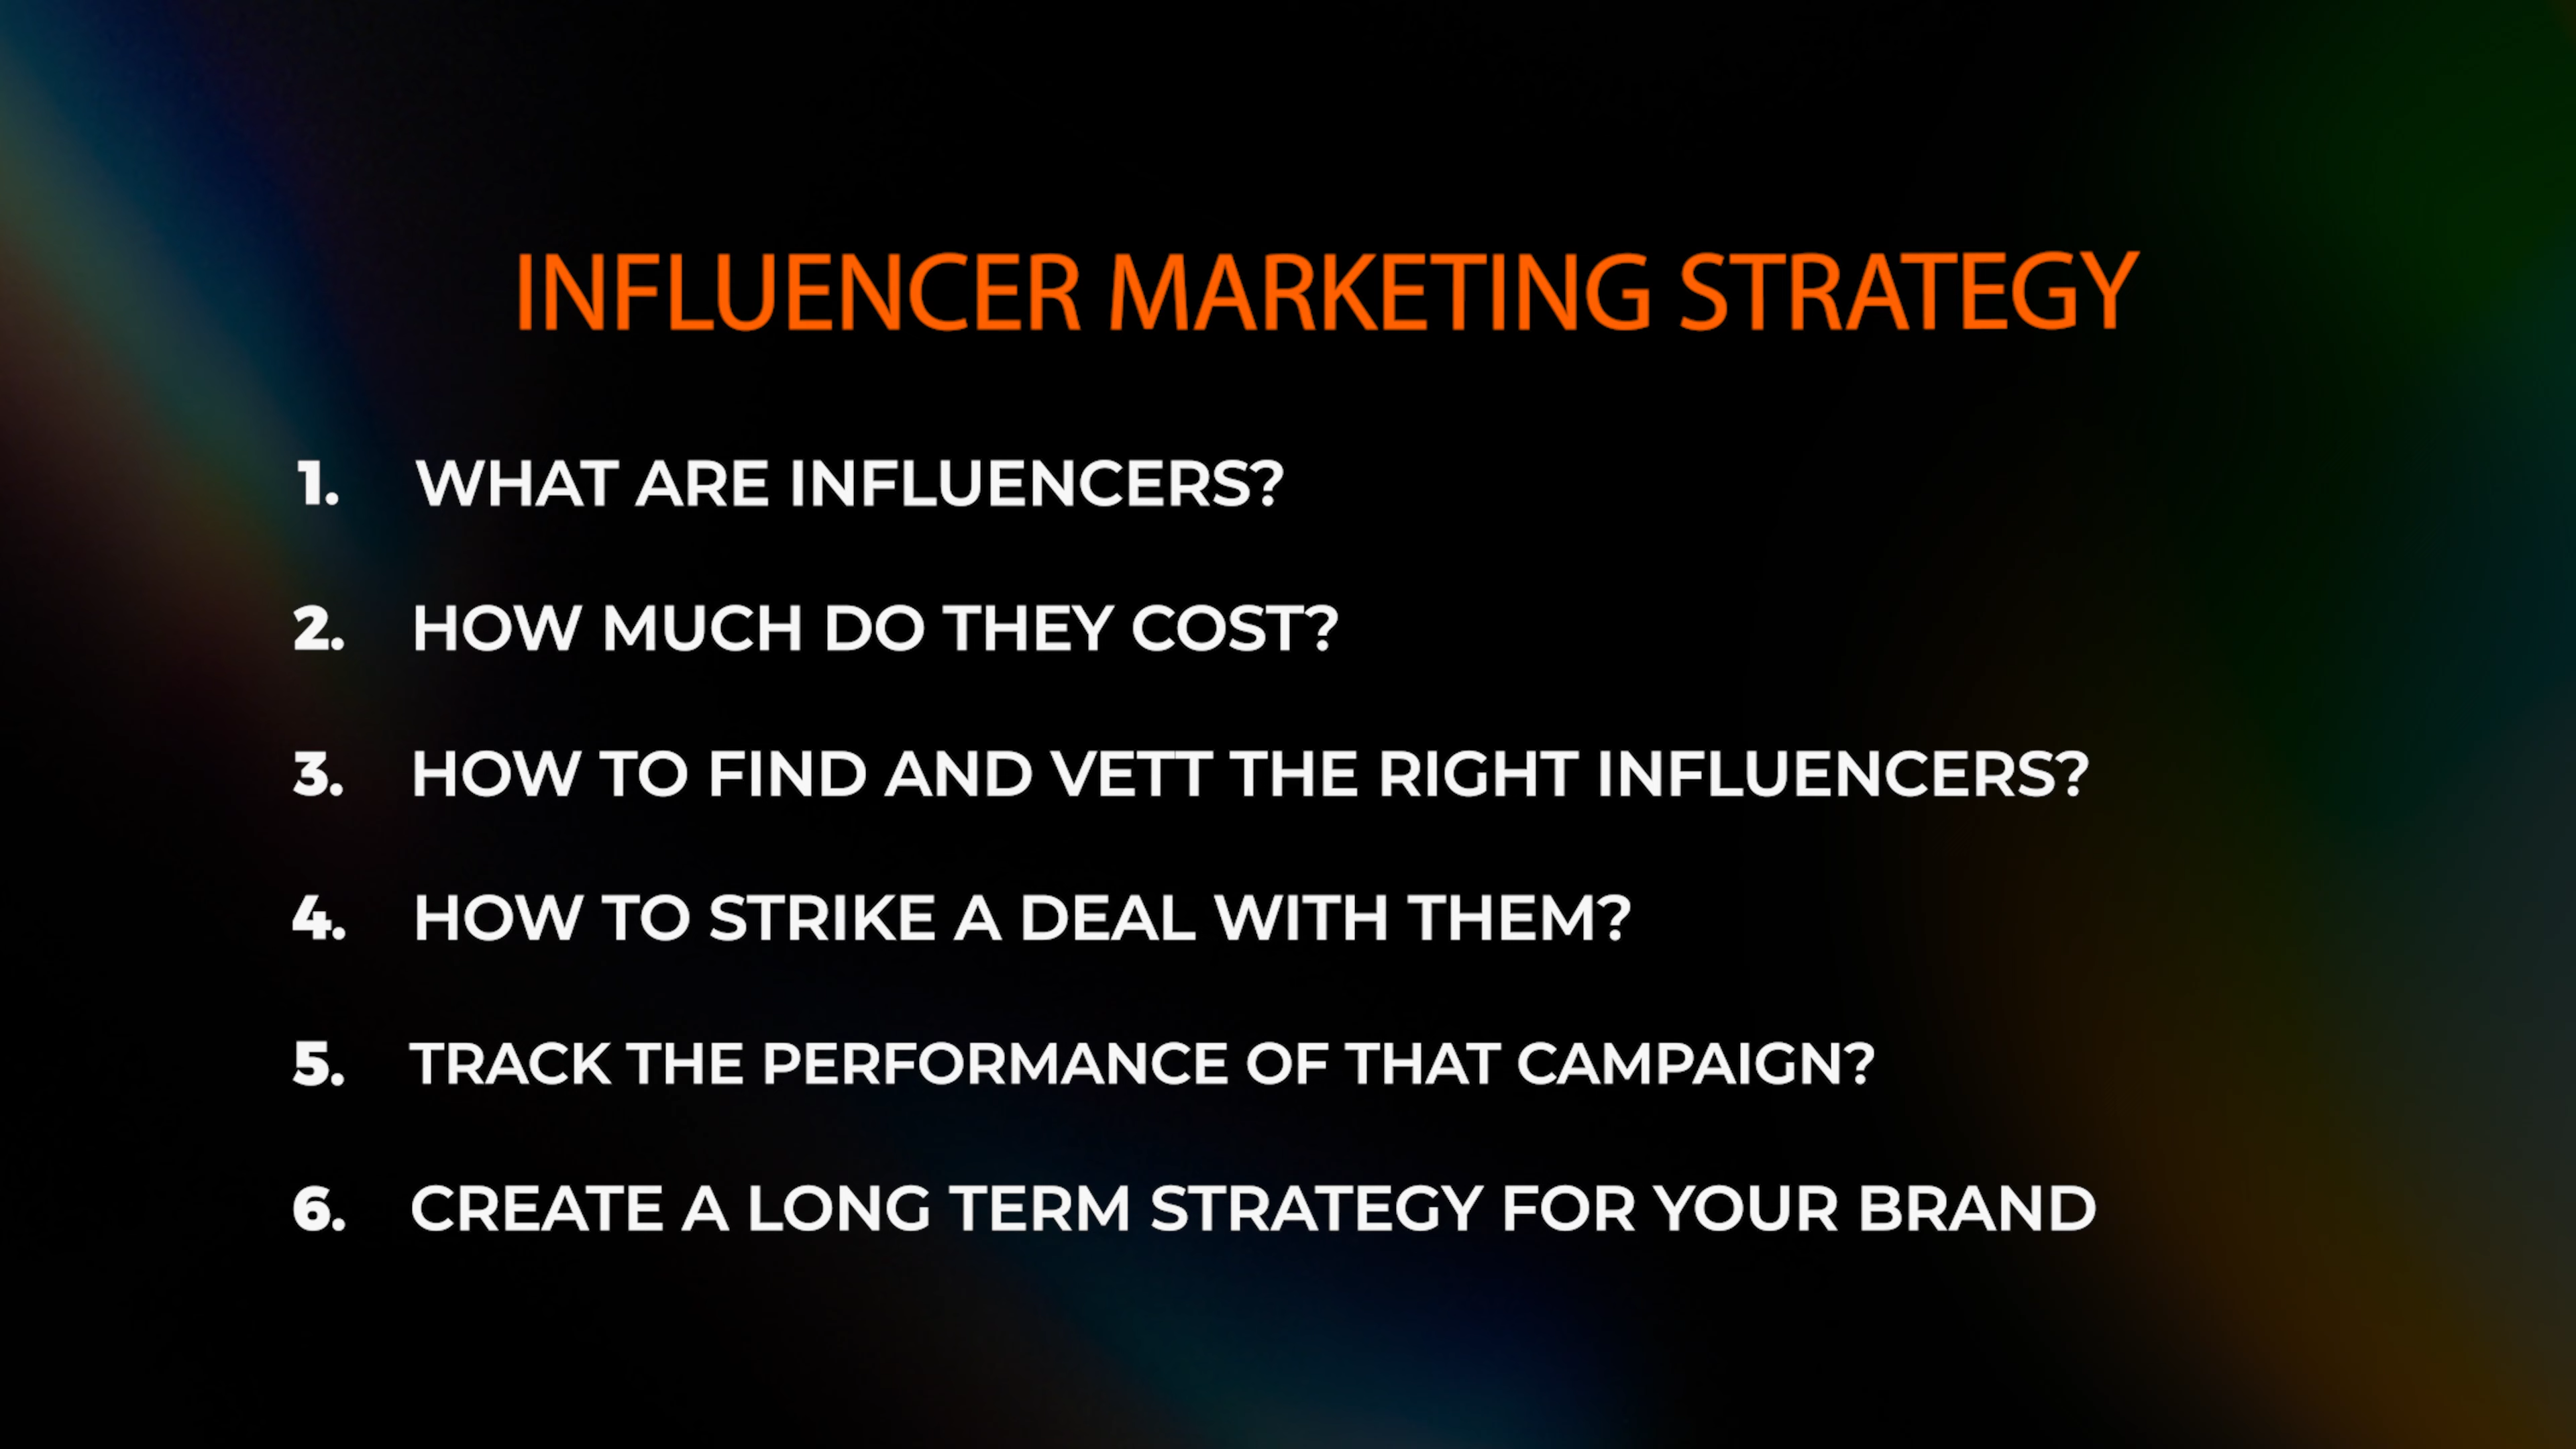 INFLUENCER MARKETING STRATEGY
1. WHAT ARE INFLUENCERS?
2. HOW MUCH DO THEY COST?
3. HOW TO FIND AND VETT THE RIGHT INFLUENCERS?
4. HOW TO STRIKE A DEAL WITH THEM?
5. TRACK THE PERFORMANCE OF THAT CAMPAIGN?
6. CREATE A LONG TERM STRATEGY FOR YOUR BRAND